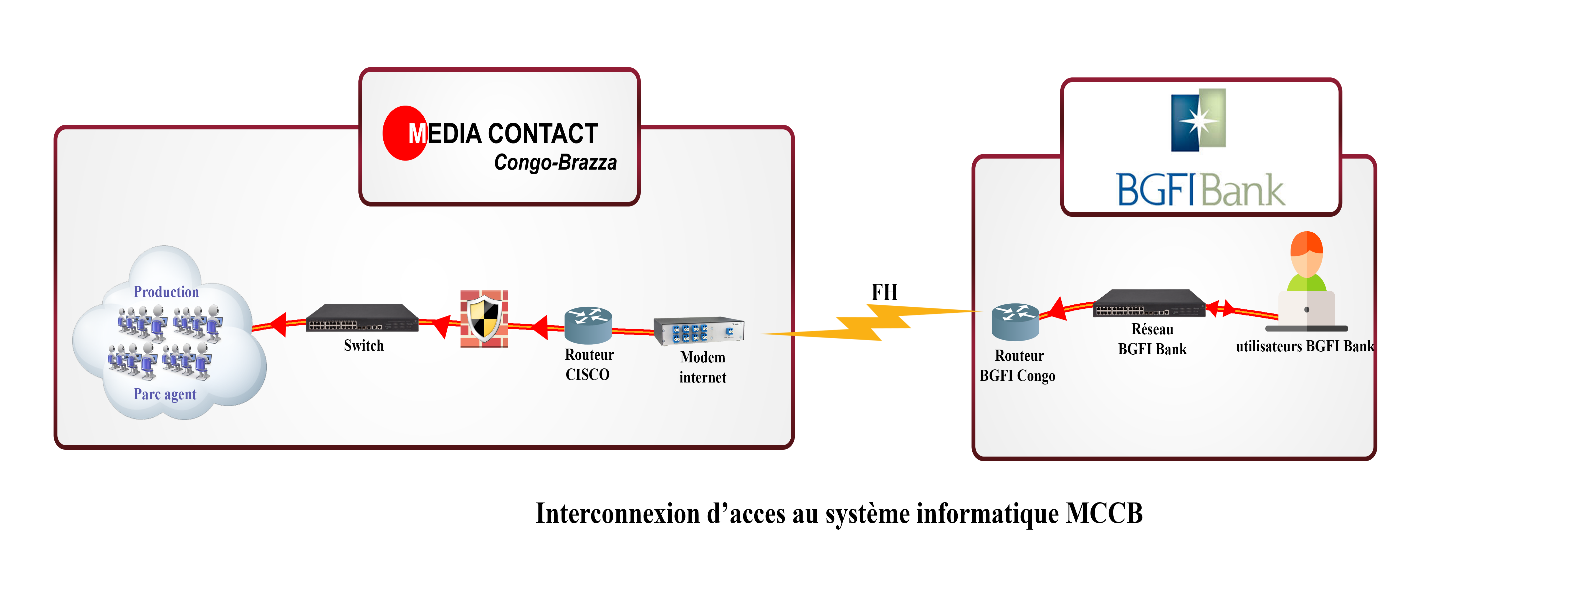 MEDIA CONTACT
Congo-Brazza
Production
Parc agent
Switch
Routeur
CISCO
Modem
internet
FH
BGFIBank
Routeur
BGFI Congo
Réseau
BGFI Bank
utilisateurs BGFI Bank
Interconnexion d’acces au système informatique MCCB